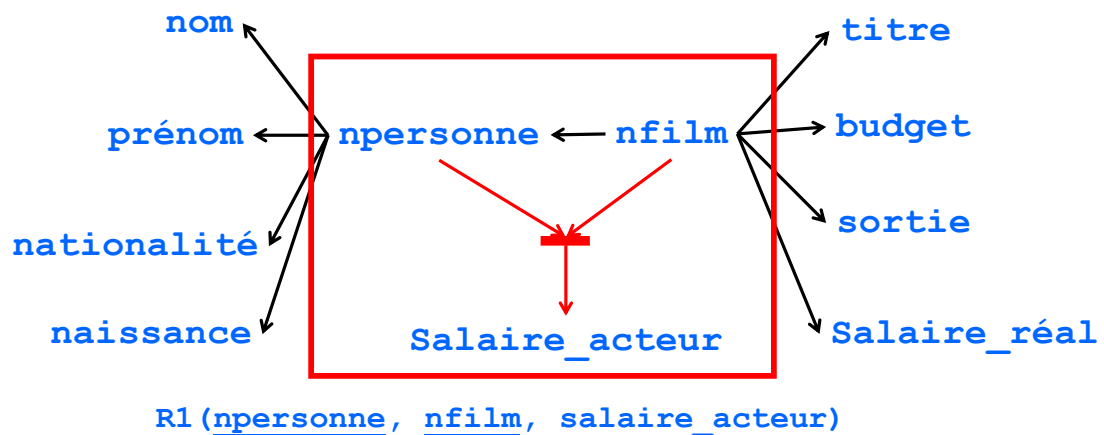 nom
titre
prénom npersonne nfilm budget
nationalité
sortie
naissance Salaire_acteur Salaire_réal
R1(npersonne, nfilm, salaire_acteur)